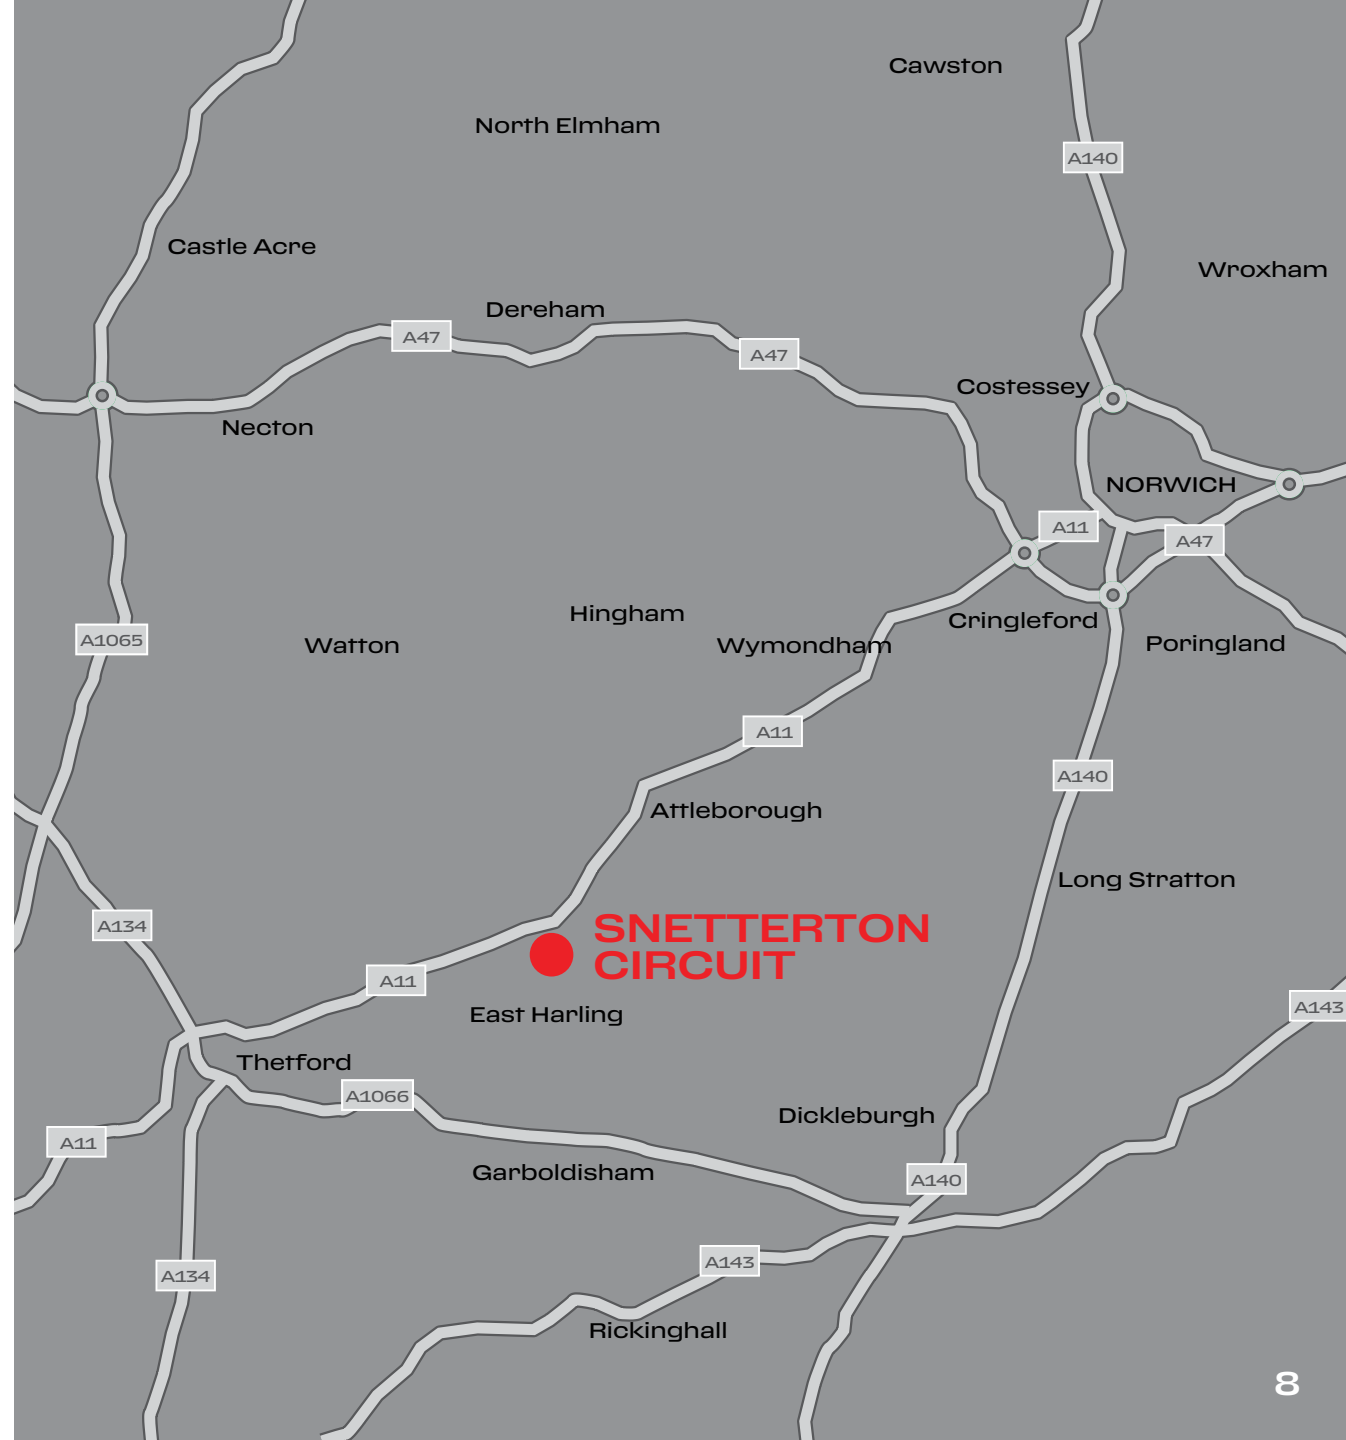 Cawston
North Elmham
A140
Castle Acre
Wroxham
Dereham
A47
A47
Costessey
Necton
NORWICH
A11
A47
Hingham
Cringleford
A1065
Watton
Wymondham
Poringland
A11
A140
Attleborough
Long Stratton
A134
SNETTERTON
CIRCUIT
A11
A143
East Harling
Thetford
A1066
Dickleburgh
A11
Garboldisham
A140
A143
A134
Rickinghall
8